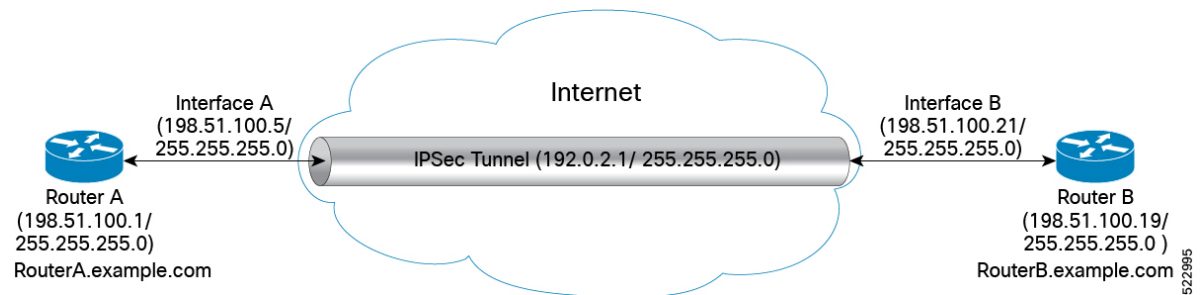 Internet
Interface A
(198.51.100.5/
255.255.255.0)
Interface B
(198.51.100.21/
255.255.255.0)
IPSec Tunnel (192.0.2.1/ 255.255.255.0)
Router A
(198.51.100.1/
255.255.255.0)
RouterA.example.com
Router B
(198.51.100.19/
255.255.255.0 )
RouterB.example.com
522995